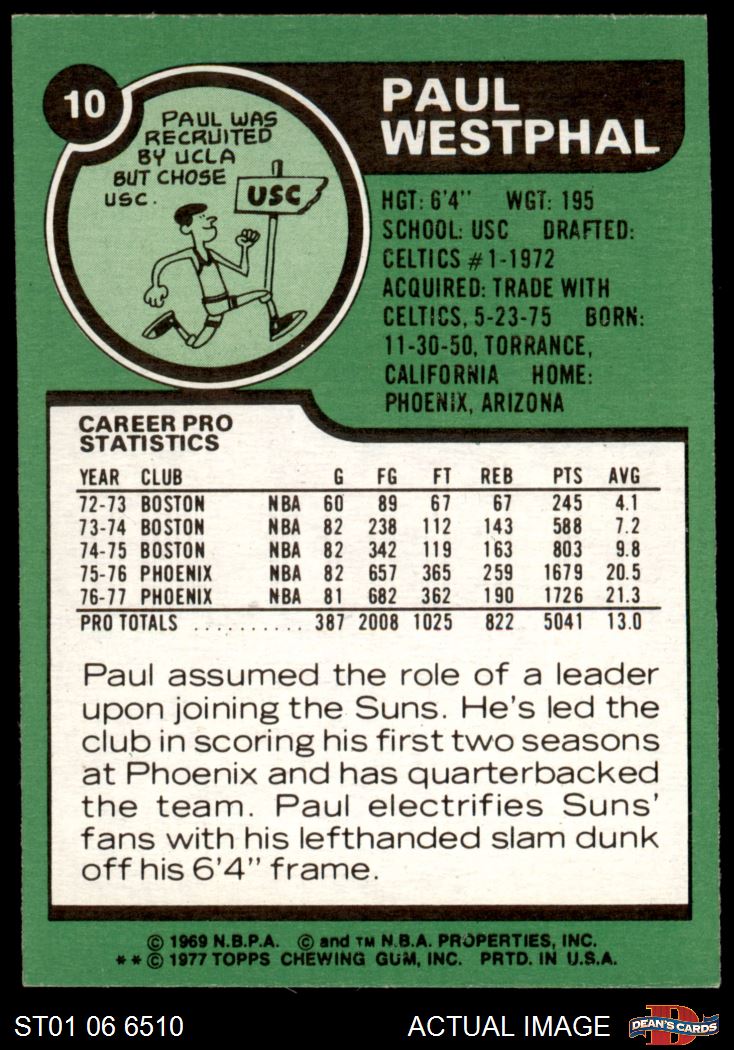 10
PAUL WAS
RECRUITED
BY UCLA
BUT CHOSE
USC.
USC
PAUL
WESTPHAL
HGT: 6'4" WGT: 195
SCHOOL: USC DRAFTED:
CELTICS #1-1972
ACQUIRED: TRADE WITH
CELTICS, 5-23-75 BORN:
11-30-50, TORRANCE,
CALIFORNIA HOME:
PHOENIX, ARIZONA
CAREER PRO
STATISTICS
YEAR CLUB G FG FT REB PTS AVG
72-73 BOSTON NBA 60 89 67 67 245 4.1
73-74 BOSTON NBA 82 238 112 143 588 7.2
74-75 BOSTON NBA 82 342 119 163 803 9.8
75-76 PHOENIX NBA 82 657 365 259 1679 20.5
76-77 PHOENIX NBA 81 682 362 190 1726 21.3
PRO TOTALS .......... 387 2008 1025 822 5041 13.0
Paul assumed the role of a leader
upon joining the Suns. He's led the
club in scoring his first two seasons
at Phoenix and has quarterbacked
the team. Paul electrifies Suns'
fans with his lefthanded slam dunk
off his 6'4" frame.
© 1969 N.B.P.A. © and TM N.B.A. PROPERTIES, INC.
**© 1977 TOPPS CHEWING GUM, INC. PRTD. IN U.S.A.
ST01 06 6510 ACTUAL IMAGE D DEAN'S CARDS